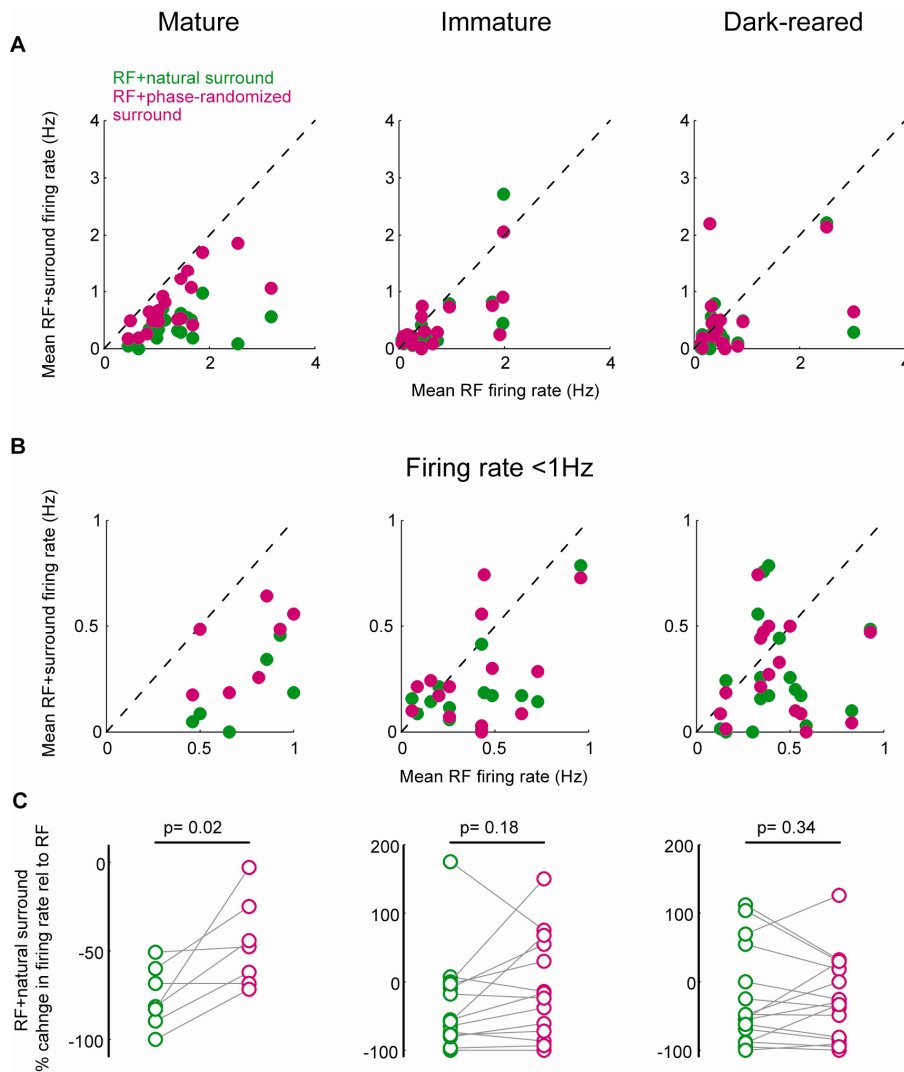 Mature Immature Dark-reared
A
RF+natural surround
RF+phase-randomized
surround
Mean RF+surround firing rate (Hz)
4 4 4
3 3 3
2 2 2
1 1 1
0 0 0
0 2 4 0 2 4 0 2 4
Mean RF firing rate (Hz)
B
Firing rate <1Hz
Mean RF+surround firing rate (Hz)
1 1 1
0.5 0.5 0.5
0 0 0
0 0.5 1 0 0.5 1 0 0.5 1
Mean RF firing rate (Hz)
C
p= 0.02 p= 0.18 p= 0.34
RF+natural surround
% cahnge in firing rate rel to RF
0 200 200
-50 100 100
-100 0 0
-100 -100